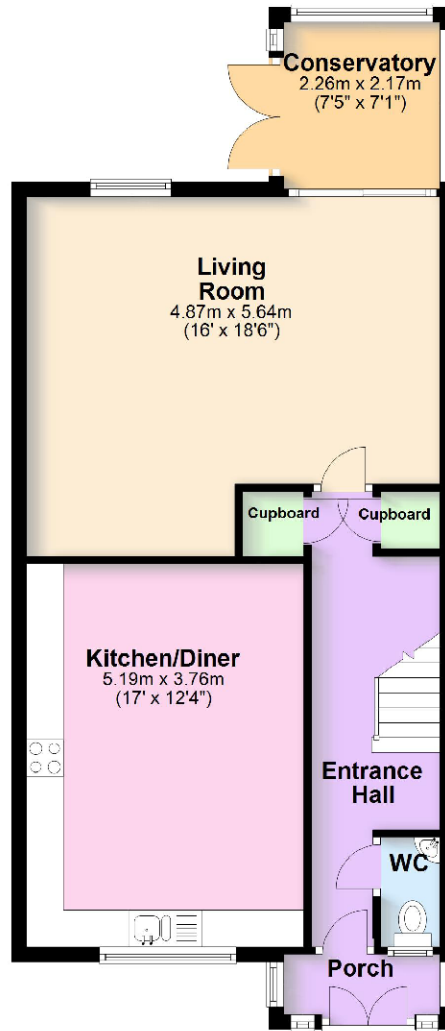 Conservatory
2.26m x 2.17m
(7'5" x 7'1")
Living
Room
4.87m x 5.64m
(16' x 18'6")
Cupboard
Cupboard
Kitchen/Diner
5.19m x 3.76m
(17' x 12'4")
Entrance
Hall
WC
Porch